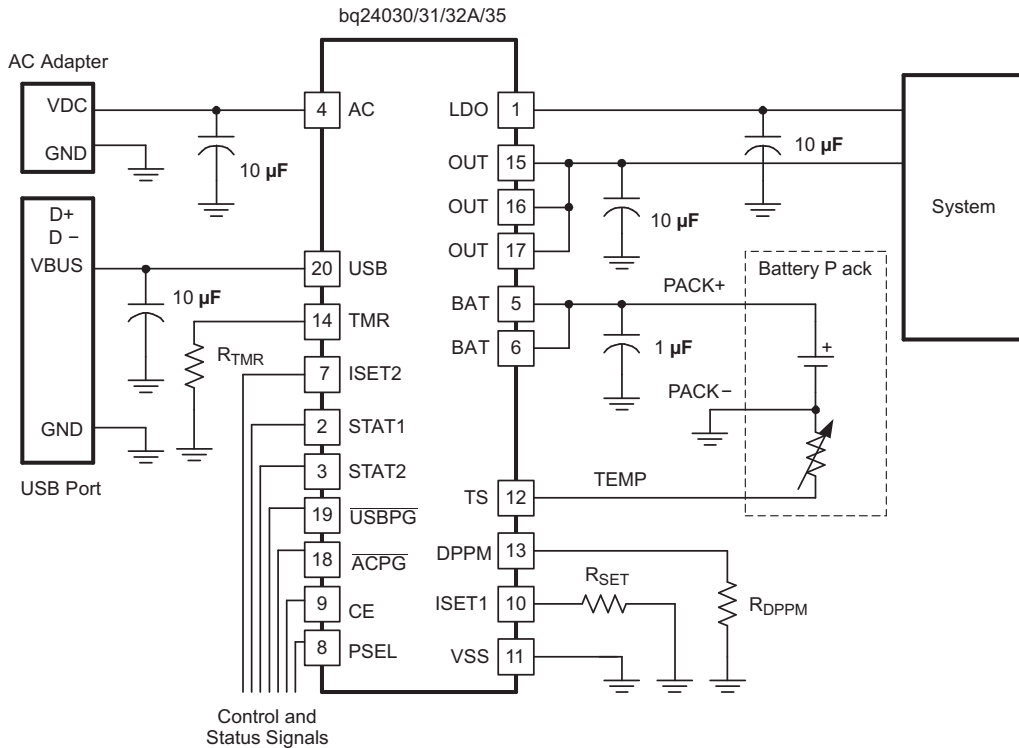 bq24030/31/32A/35
AC Adapter
VDC
GND
10 µF
4
AC
D+
D −
VBUS
GND
USB Port
10 µF
20
USB
14
TMR
RTMR
7
ISET2
2
STAT1
3
STAT2
19
USBPG
18
ACPG
9
CE
8
PSEL
Control and
Status Signals
LDO
1
10 µF
OUT
15
OUT
16
OUT
17
10 µF
System
BAT
5
BAT
6
PACK+
1 µF
Battery P ack
+
PACK−
TS
12
TEMP
DPPM
13
RDPPM
ISET1
10
RSET
VSS
11